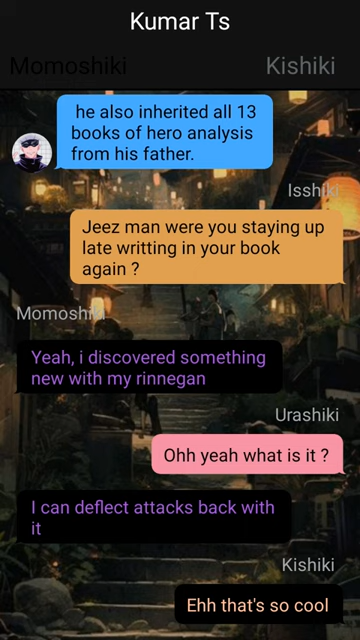 Kumar Ts
Momoshiki
Kishiki
he also inherited all 13
books of hero analysis
from his father.
Isshiki
Jeez man were you staying up
late writting in your book
again ?
Momoshiki
Yeah, i discovered something
new with my rinnegan
Urashiki
Ohh yeah what is it ?
I can deflect attacks back with
it
Kishiki
Ehh that's so cool